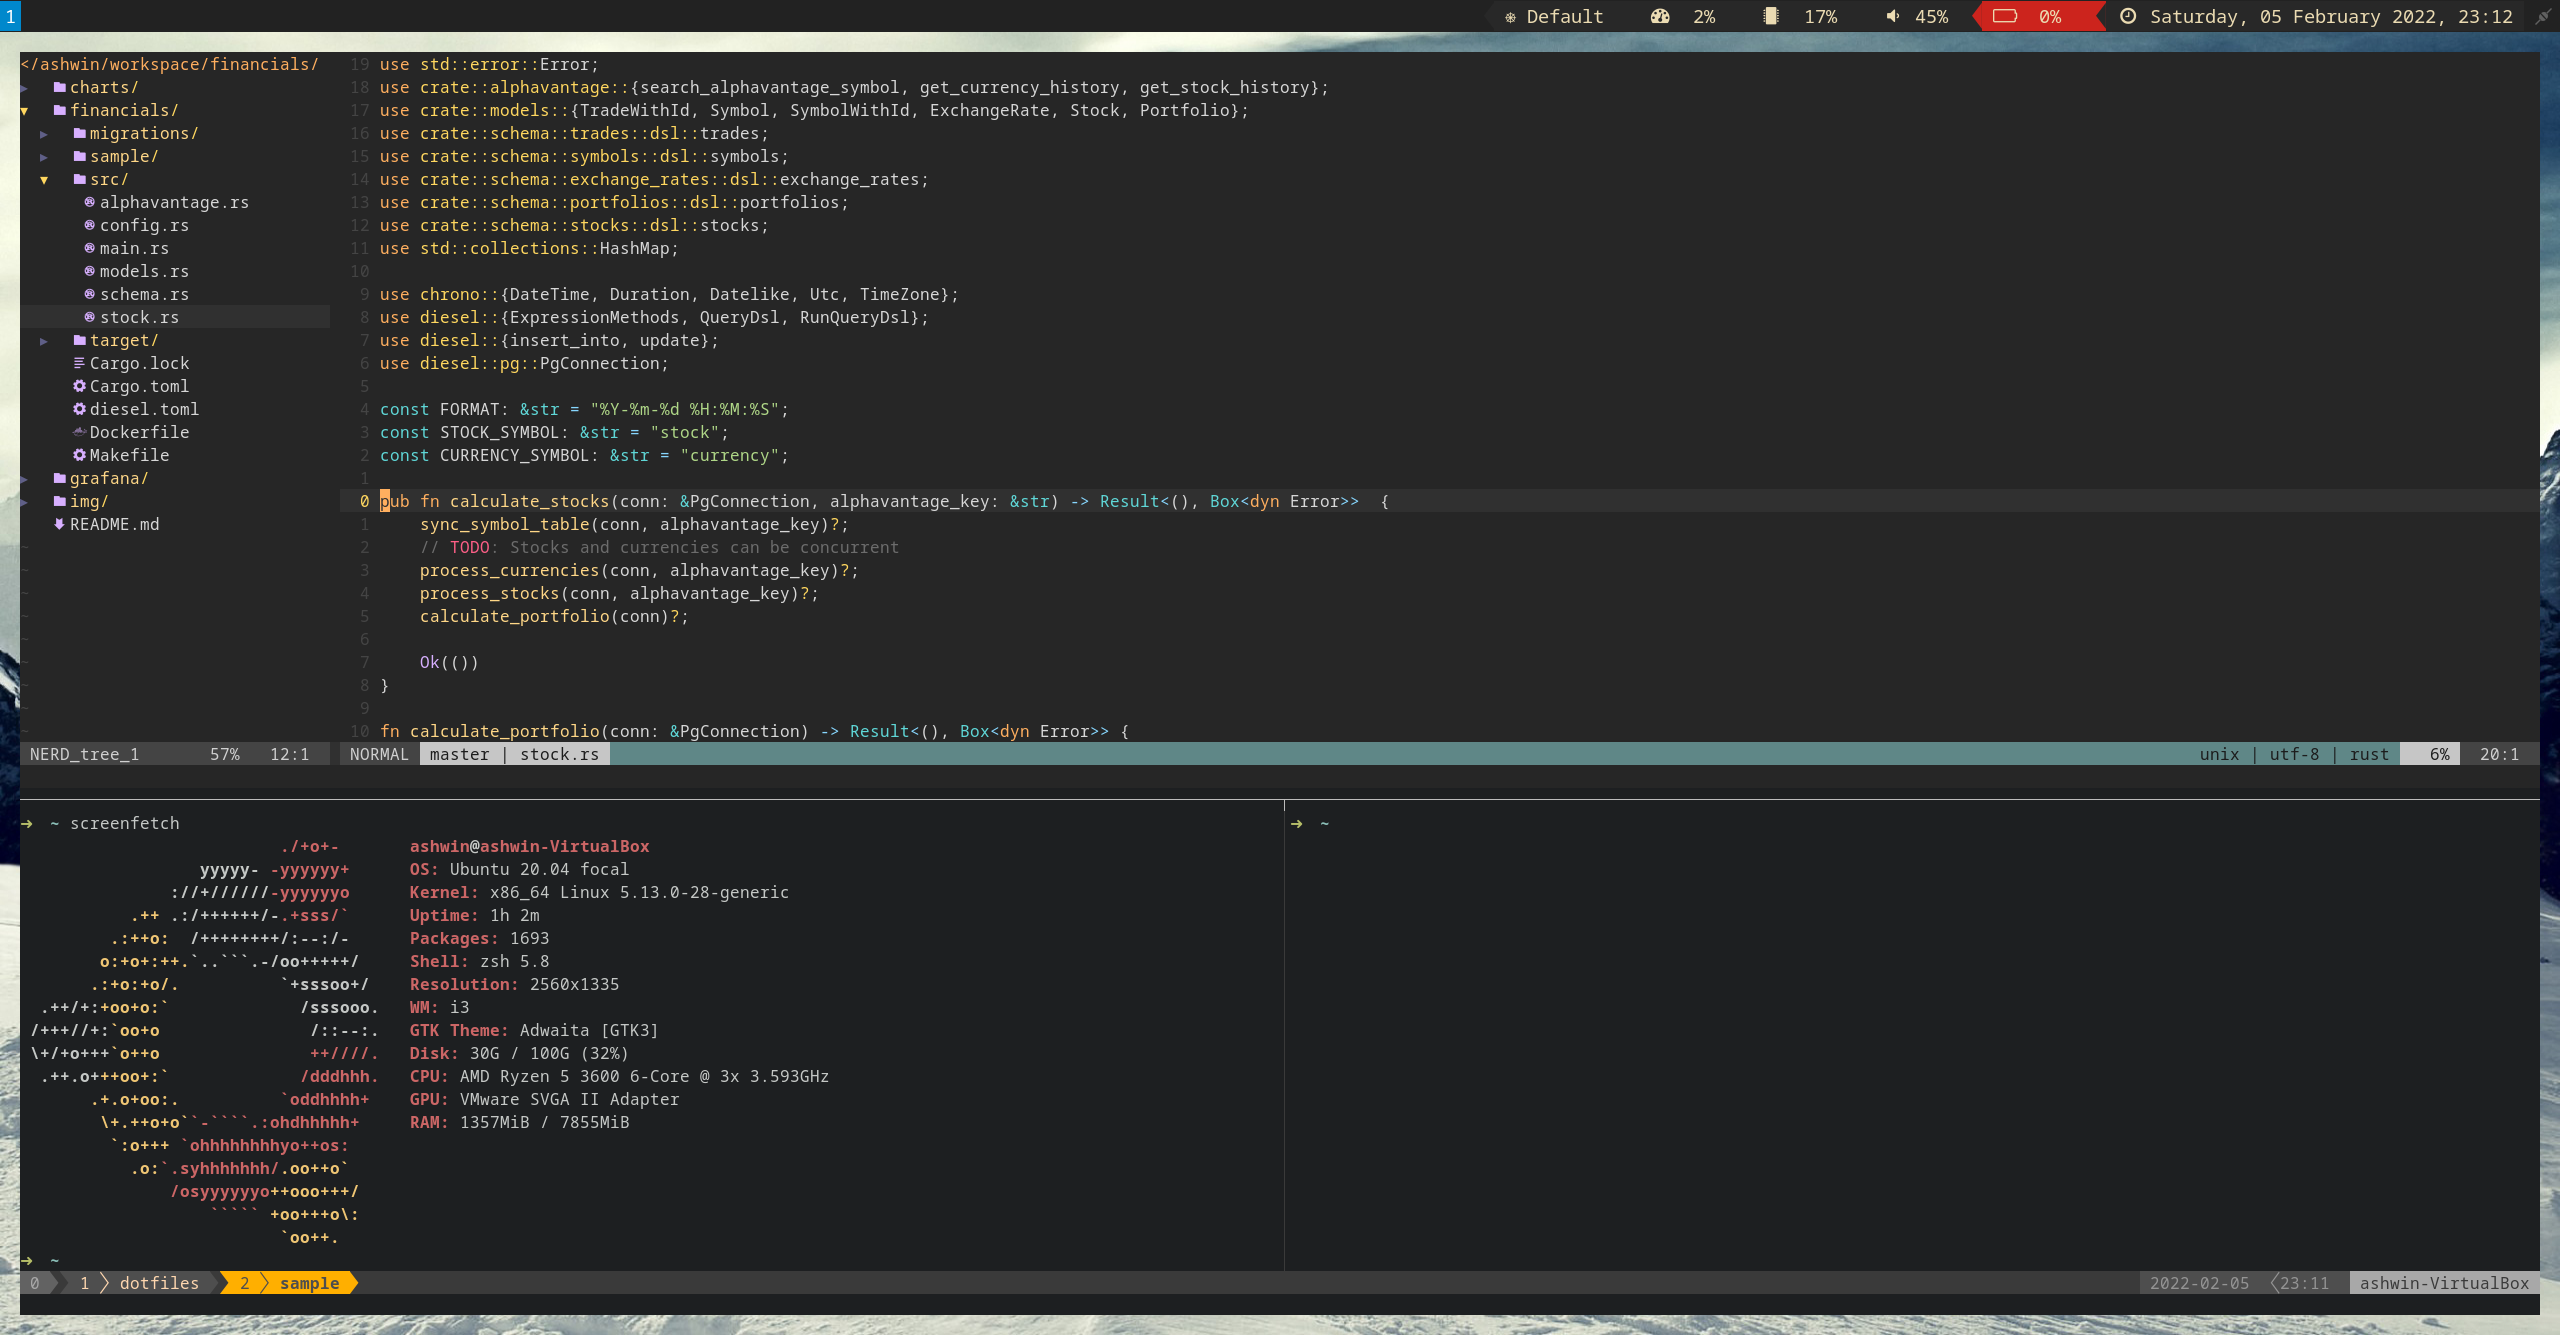 1 Default 2% 17% 45% 0% Saturday, 05 February 2022, 23:12
</ashwin/workspace/financials/
▸ charts/
▾ financials/
▸ migrations/
▸ sample/
▾ src/
alphavantage.rs
config.rs
main.rs
models.rs
schema.rs
stock.rs
▸ target/
Cargo.lock
Cargo.toml
diesel.toml
Dockerfile
Makefile
▸ grafana/
▸ img/
README.md
~
~
~
~
~
~
~
~
~
NERD_tree_1 57% 12:1
19 use std::error::Error;
18 use crate::alphavantage::{search_alphavantage_symbol, get_currency_history, get_stock_history};
17 use crate::models::{TradeWithId, Symbol, SymbolWithId, ExchangeRate, Stock, Portfolio};
16 use crate::schema::trades::dsl::trades;
15 use crate::schema::symbols::dsl::symbols;
14 use crate::schema::exchange_rates::dsl::exchange_rates;
13 use crate::schema::portfolios::dsl::portfolios;
12 use crate::schema::stocks::dsl::stocks;
11 use std::collections::HashMap;
10
9 use chrono::{DateTime, Duration, Datelike, Utc, TimeZone};
8 use diesel::{ExpressionMethods, QueryDsl, RunQueryDsl};
7 use diesel::{insert_into, update};
6 use diesel::pg::PgConnection;
5
4 const FORMAT: &str = "%Y-%m-%d %H:%M:%S";
3 const STOCK_SYMBOL: &str = "stock";
2 const CURRENCY_SYMBOL: &str = "currency";
1
0 pub fn calculate_stocks(conn: &PgConnection, alphavantage_key: &str) -> Result<(), Box<dyn Error>>  {
1     sync_symbol_table(conn, alphavantage_key)?;
2     // TODO: Stocks and currencies can be concurrent
3     process_currencies(conn, alphavantage_key)?;
4     process_stocks(conn, alphavantage_key)?;
5     calculate_portfolio(conn)?;
6
7     Ok(())
8 }
9
10 fn calculate_portfolio(conn: &PgConnection) -> Result<(), Box<dyn Error>> {
NORMAL master | stock.rs unix | utf-8 | rust 6% 20:1
➜  ~ screenfetch
                          ./+o+-       ashwin@ashwin-VirtualBox
                  yyyyy- -yyyyyy+      OS: Ubuntu 20.04 focal
               ://+//////-yyyyyyo      Kernel: x86_64 Linux 5.13.0-28-generic
           .++ .:/++++++/-.+sss/`      Uptime: 1h 2m
         .:++o:  /++++++++/:--:/-      Packages: 1693
        o:+o+:++.`..```.-/oo+++++/     Shell: zsh 5.8
       .:+o:+o/.          `+sssoo+/    Resolution: 2560x1335
  .++/+:+oo+o:`             /sssooo.   WM: i3
 /+++//+:`oo+o               /::--:.   GTK Theme: Adwaita [GTK3]
 \+/+o+++`o++o               ++////.   Disk: 30G / 100G (32%)
  .++.o+++oo+:`             /dddhhh.   CPU: AMD Ryzen 5 3600 6-Core @ 3x 3.593GHz
       .+.o+oo:.          `oddhhhh+    GPU: VMware SVGA II Adapter
        \+.++o+o``-````.:ohdhhhhh+     RAM: 1357MiB / 7855MiB
         `:o+++ `ohhhhhhhhyo++os:
           .o:`.syhhhhhhh/.oo++o`
               /osyyyyyyo++ooo+++/
                   ````` +oo+++o\:
                          `oo++.
➜  ~
➜  ~
0 1 dotfiles 2 sample 2022-02-05 23:11 ashwin-VirtualBox